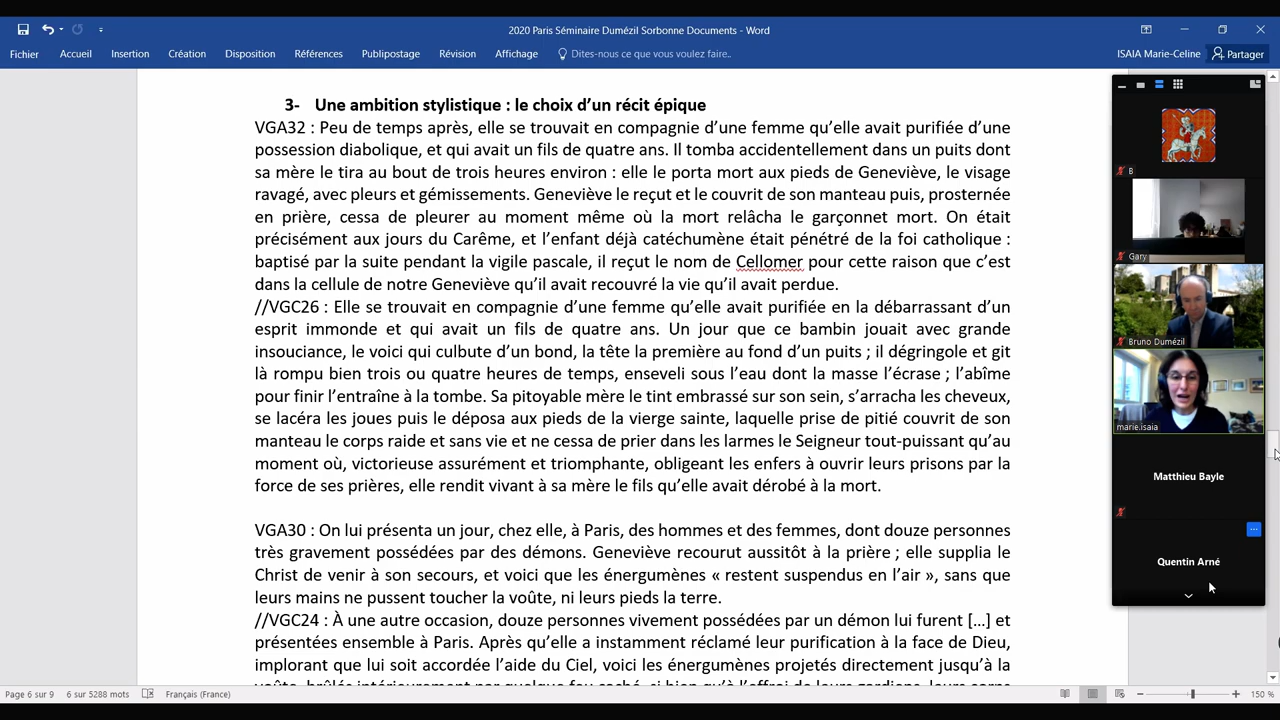 2020 Paris Séminaire Dumézil Sorbonne Documents - Word
Fichier Accueil Insertion Création Disposition Références Publipostage Révision Affichage Dites-nous ce que vous voulez faire.. ISAIA Marie-Celine Partager
3- Une ambition stylistique : le choix d’un récit épique
VGA32 : Peu de temps après, elle se trouvait en compagnie d’une femme qu’elle avait purifiée d’une
possession diabolique, et qui avait un fils de quatre ans. Il tomba accidentellement dans un puits dont
sa mère le tira au bout de trois heures environ : elle le porta mort aux pieds de Geneviève, le visage
ravagé, avec pleurs et gémissements. Geneviève le reçut et le couvrit de son manteau puis, prosternée
en prière, cessa de pleurer au moment même où la mort relâcha le garçonnet mort. On était
précisément aux jours du Carême, et l’enfant déjà catéchumène était pénétré de la foi catholique :
baptisé par la suite pendant la vigile pascale, il reçut le nom de Cellomer pour cette raison que c’est
dans la cellule de notre Geneviève qu’il avait recouvré la vie qu’il avait perdue.
//VGC26 : Elle se trouvait en compagnie d’une femme qu’elle avait purifiée en la débarrassant d’un
esprit immonde et qui avait un fils de quatre ans. Un jour que ce bambin jouait avec grande
insouciance, le voici qui culbute d’un bond, la tête la première au fond d’un puits ; il dégringole et git
là rompu bien trois ou quatre heures de temps, enseveli sous l’eau dont la masse l’écrase ; l’abîme
pour finir l’entraîne à la tombe. Sa pitoyable mère le tint embrassé sur son sein, s’arracha les cheveux,
se lacéra les joues puis le déposa aux pieds de la vierge sainte, laquelle prise de pitié couvrit de son
manteau le corps raide et sans vie et ne cessa de prier dans les larmes le Seigneur tout-puissant qu’au
moment où, victorieuse assurément et triomphante, obligeant les enfers à ouvrir leurs prisons par la
force de ses prières, elle rendit vivant à sa mère le fils qu’elle avait dérobé à la mort.
VGA30 : On lui présenta un jour, chez elle, à Paris, des hommes et des femmes, dont douze personnes
très gravement possédées par des démons. Geneviève recourut aussitôt à la prière ; elle supplia le
Christ de venir à son secours, et voici que les énergumènes « restent suspendus en l’air », sans que
leurs mains ne pussent toucher la voûte, ni leurs pieds la terre.
//VGC24 : À une autre occasion, douze personnes vivement possédées par un démon lui furent [...] et
présentées ensemble à Paris. Après qu’elle a instamment réclamé leur purification à la face de Dieu,
implorant que lui soit accordée l’aide du Ciel, voici les énergumènes projetés directement jusqu’à la
voûte, brûlés intérieurement par quelque feu caché, si bien qu’à l’effroi de leurs gardiens, leurs corps
B
Gary
Bruno Dumézil
marie.isaia
Matthieu Bayle
Quentin Arné
Page 6 sur 9 6 sur 5288 mots Français (France) 150 %